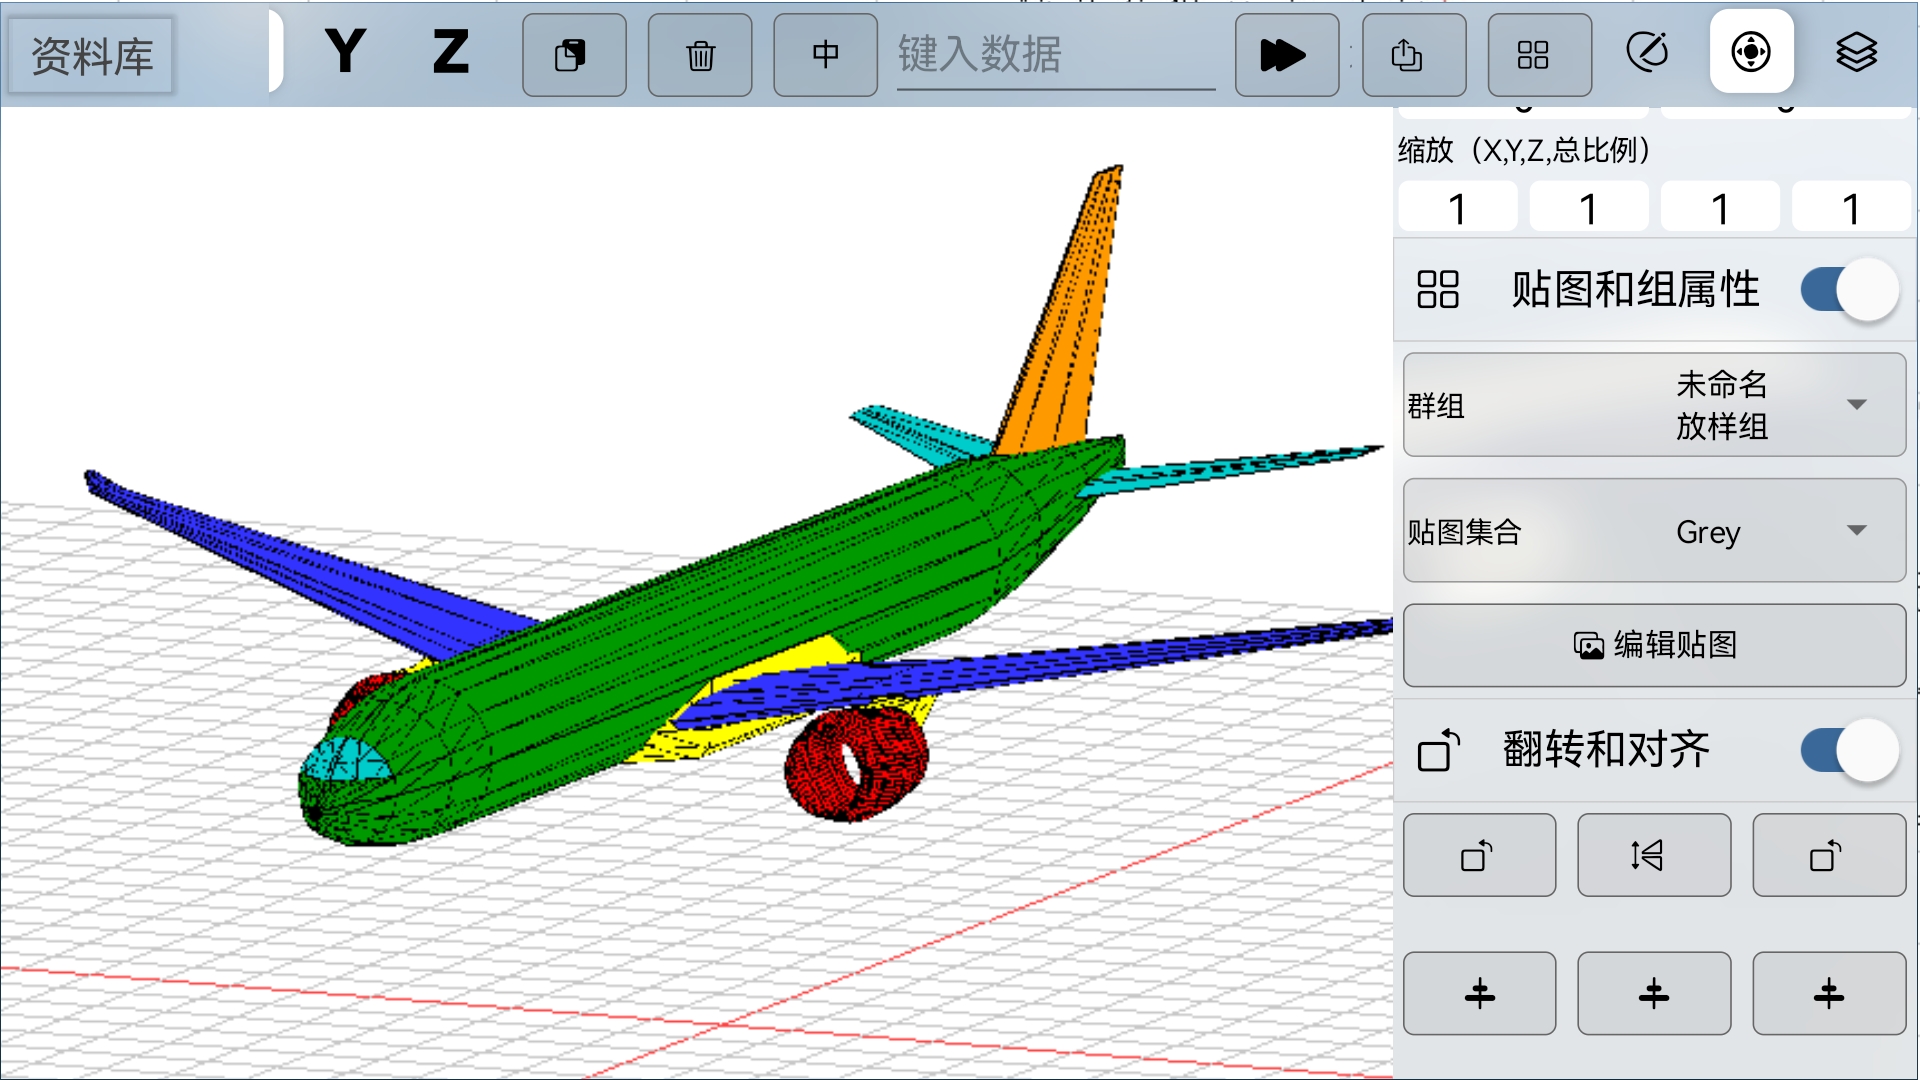 资料库
Y
Z
中
键入数据
缩放（X,Y,Z,总比例）
1 1 1 1
贴图和组属性
群组
未命名
放样组
贴图集合 Grey
编辑贴图
翻转和对齐